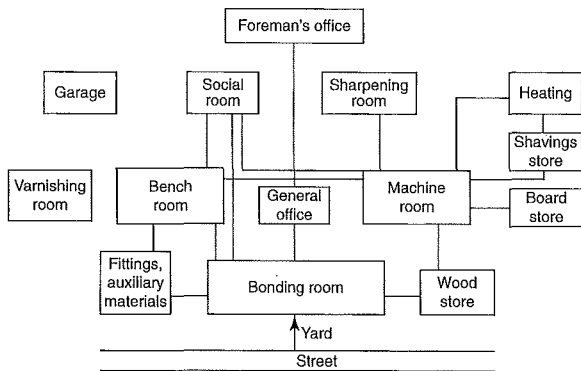 Foreman's office
Garage
Social
room
Sharpening
room
Heating
Shavings
store
Varnishing
room
Bench
room
General
office
Machine
room
Board
store
Fittings,
auxiliary
materials
Bonding room
Wood
store
Yard
Street